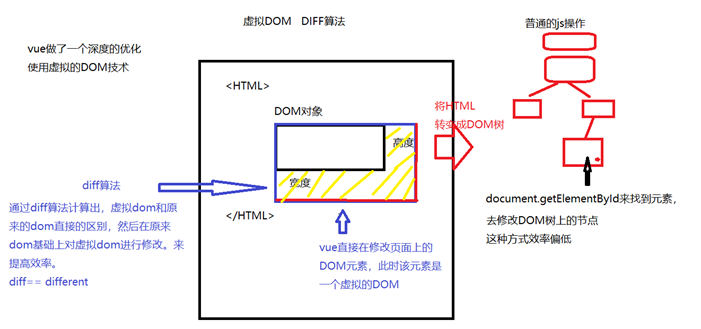 虚拟DOM DIFF算法
普通的js操作
vue做了一个深度的优化
使用虚拟的DOM技术
<HTML>
DOM对象
高度
宽度
</HTML>
将HTML
转变成DOM树
diff算法
通过diff算法计算出，虚拟dom和原
来的dom直接的区别，然后在原来
dom基础上对虚拟dom进行修改。来
提高效率。
diff== different
vue直接在修改页面上的
DOM元素，此时该元素是
一个虚拟的DOM
document.getElementById来找到元素，
去修改DOM树上的节点
这种方式效率偏低